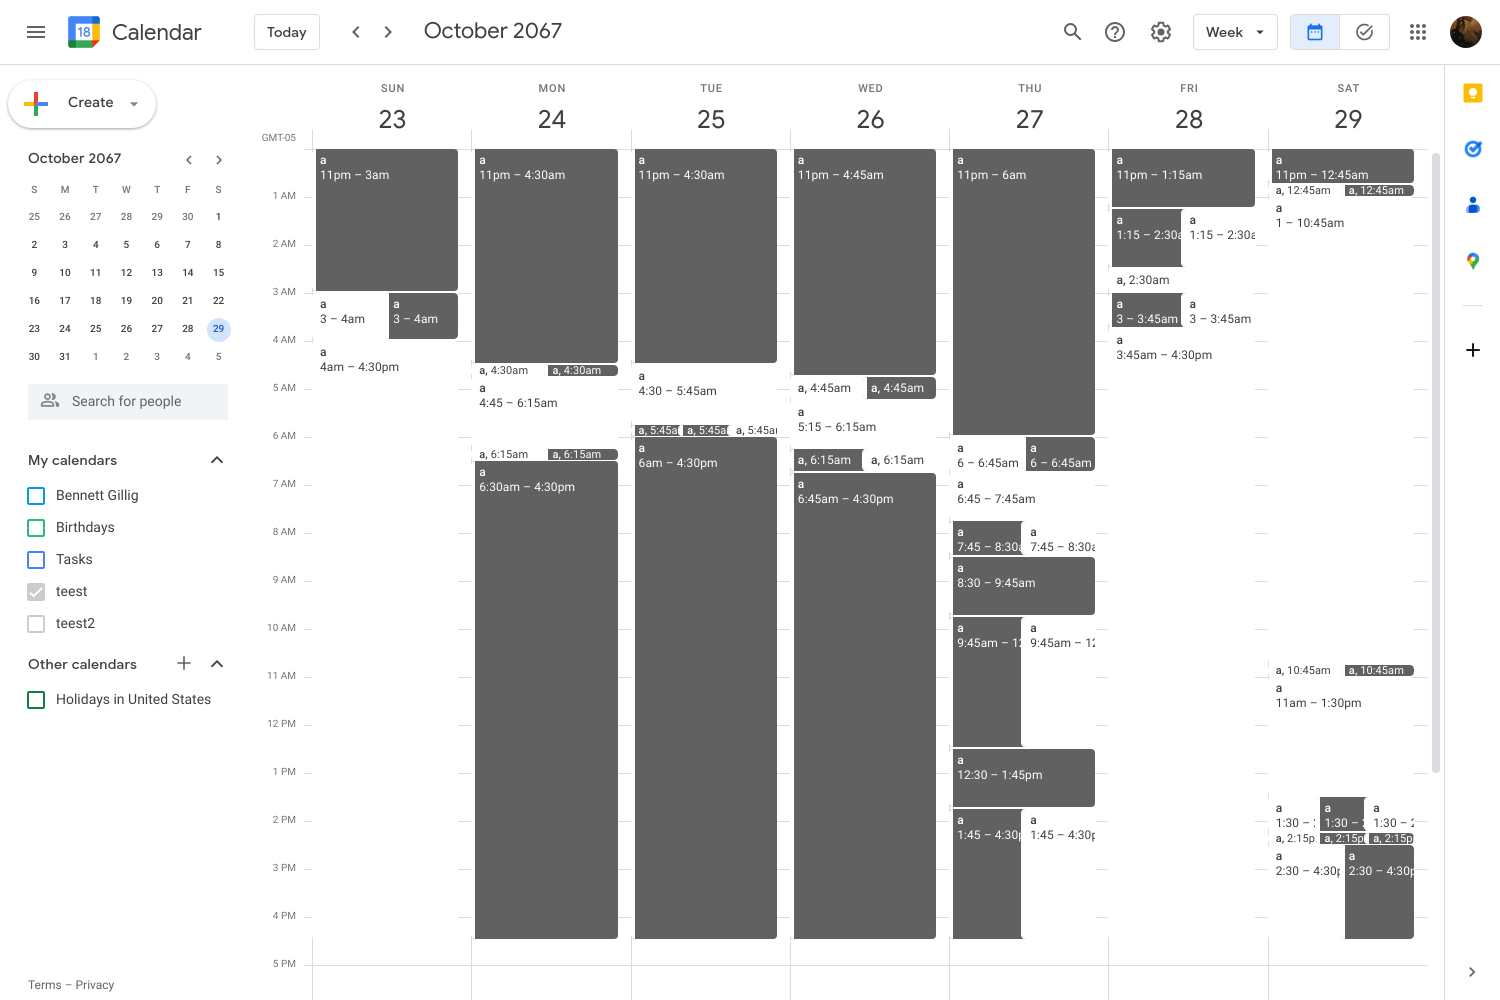 18 Calendar Today October 2067 Week
Create
October 2067
S M T W T F S
25 26 27 28 29 30 1
2 3 4 5 6 7 8
9 10 11 12 13 14 15
16 17 18 19 20 21 22
23 24 25 26 27 28 29
30 31 1 2 3 4 5
Search for people
My calendars
Bennett Gillig
Birthdays
Tasks
teest
teest2
Other calendars
Holidays in United States
Terms – Privacy
SUN MON TUE WED THU FRI SAT
23 24 25 26 27 28 29
GMT-05
1 AM
2 AM
3 AM
4 AM
5 AM
6 AM
7 AM
8 AM
9 AM
10 AM
11 AM
12 PM
1 PM
2 PM
3 PM
4 PM
5 PM
a
11pm – 3am
a
3 – 4am
a
3 – 4am
a
4am – 4:30pm
a
11pm – 4:30am
a, 4:30am
a, 4:30am
a
4:45 – 6:15am
a, 6:15am
a, 6:15am
a
6:30am – 4:30pm
a
11pm – 4:30am
a
4:30 – 5:45am
a, 5:45a
a, 5:45a
a, 5:45a
a
6am – 4:30pm
a
11pm – 4:45am
a, 4:45am
a, 4:45am
a
5:15 – 6:15am
a, 6:15am
a, 6:15am
a
6:45am – 4:30pm
a
11pm – 6am
a
6 – 6:45am
a
6 – 6:45am
a
6:45 – 7:45am
a
7:45 – 8:30a
a
7:45 – 8:30a
a
8:30 – 9:45am
a
9:45am – 12
a
9:45am – 12
a
12:30 – 1:45pm
a
1:45 – 4:30p
a
1:45 – 4:30p
a
11pm – 1:15am
a
1:15 – 2:30a
a
1:15 – 2:30a
a, 2:30am
a
3 – 3:45am
a
3 – 3:45am
a
3:45am – 4:30pm
a
11pm – 12:45am
a, 12:45am
a, 12:45am
a
1 – 10:45am
a, 10:45am
a, 10:45am
a
11am – 1:30pm
a
1:30 –
a
1:30 –
a
1:30 –
a, 2:15p
a, 2:15p
a, 2:15p
a
2:30 – 4:30p
a
2:30 – 4:30p